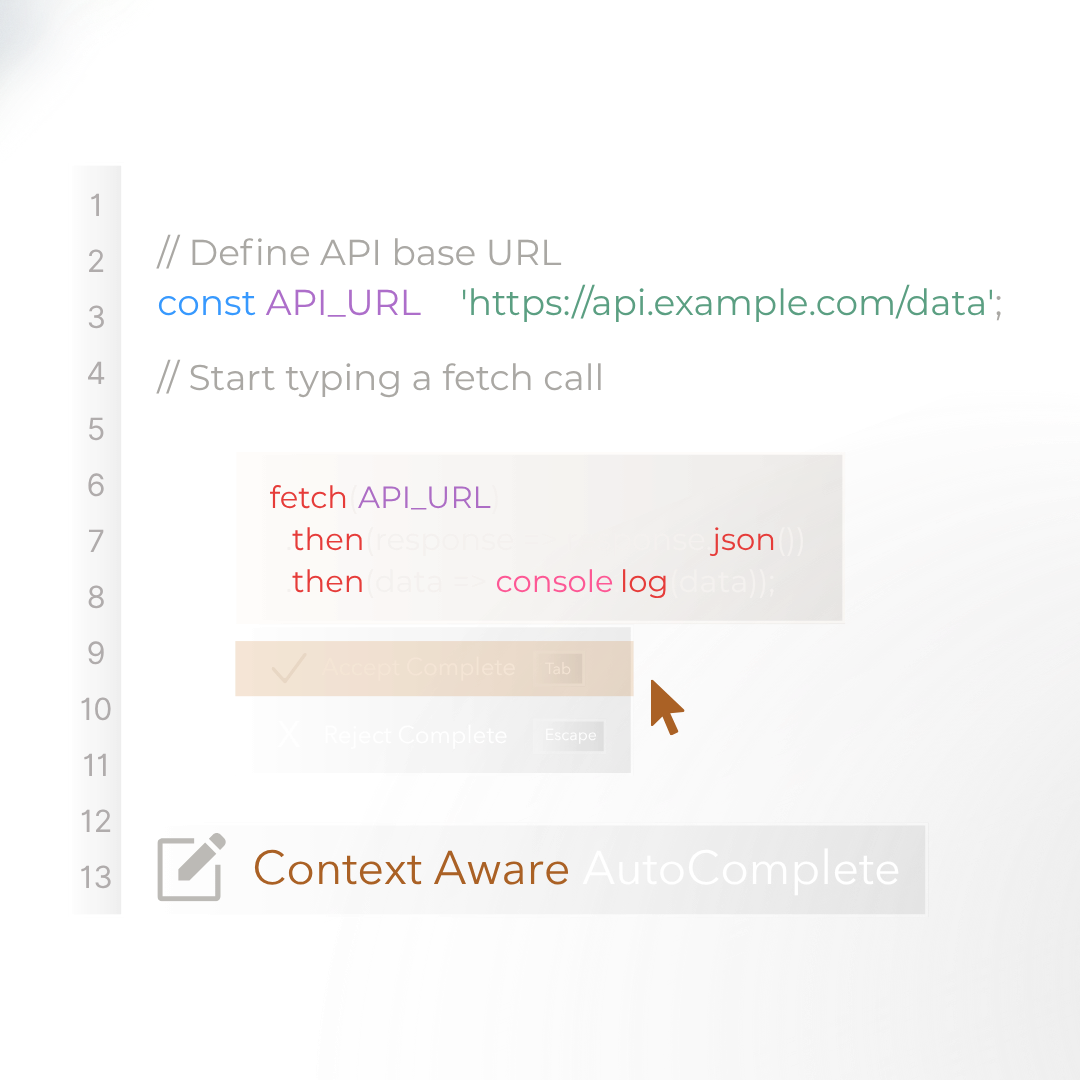 1
2
3
4
5
6
7
8
9
10
11
12
13
// Define API base URL
const API_URL 'https://api.example.com/data';
// Start typing a fetch call
fetch(API_URL)
.then(response => response.json())
.then(data => console.log(data));
Accept Complete Tab
X Reject Complete Escape
Context Aware AutoComplete